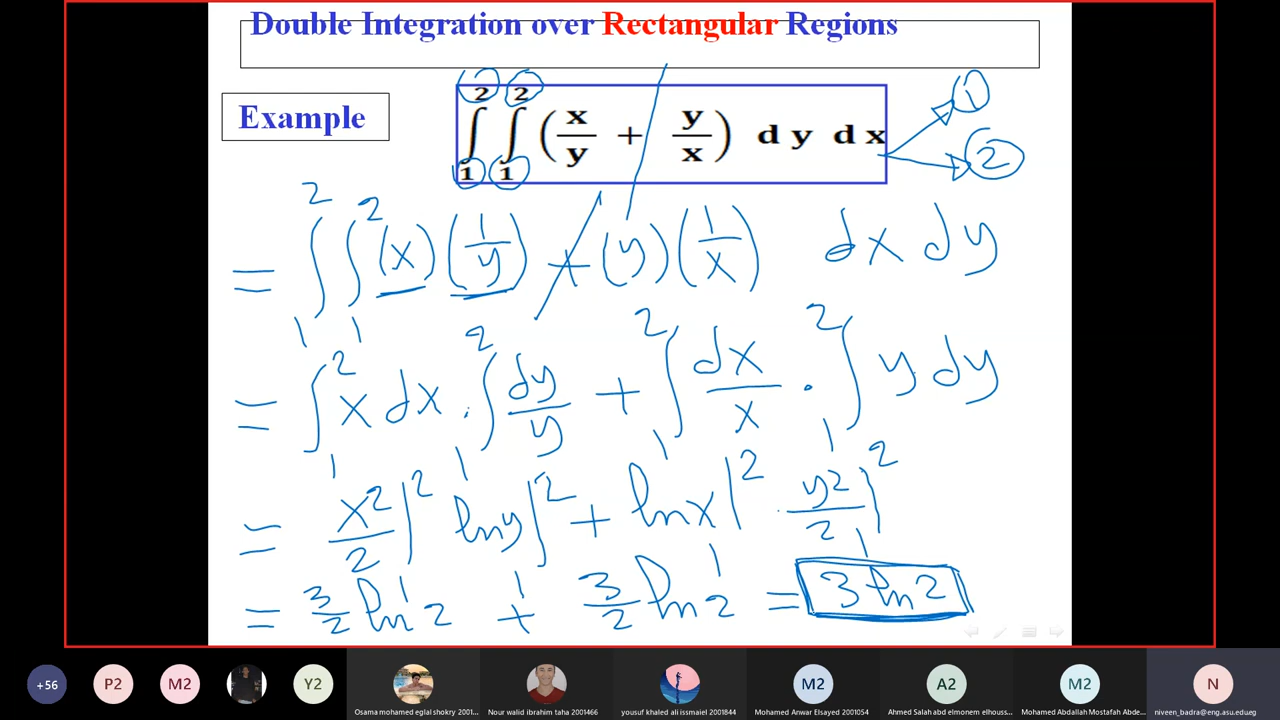 Double Integration over Rectangular Regions
Example
∫₁² ∫₁² (x/y + y/x) dy dx
1
2
= ∫₁² ∫₁² (x) (1/y) + (y) (1/x) dx dy
= ∫₁² x dx . ∫₁² dy/y + ∫₁² dx/x . ∫₁² y dy
= x²/2 |₁² ln y |₁² + ln x |₁² . y²/2 |₁²
= 3/2 ln 2 + 3/2 ln 2 = 3 ln 2
+56 P2 M2 Y2 M2 A2 M2 N
Osama mohamed eglal shokry 2001... Nour walid ibrahim taha 2001466 yousuf khaled ali issmaiel 2001844 Mohamed Anwar Elsayed 2001054 Ahmed Salah abd elmonem elhouss... Mohamed Abdallah Mostafah Abde... niveen_badra@eng.asu.edueg